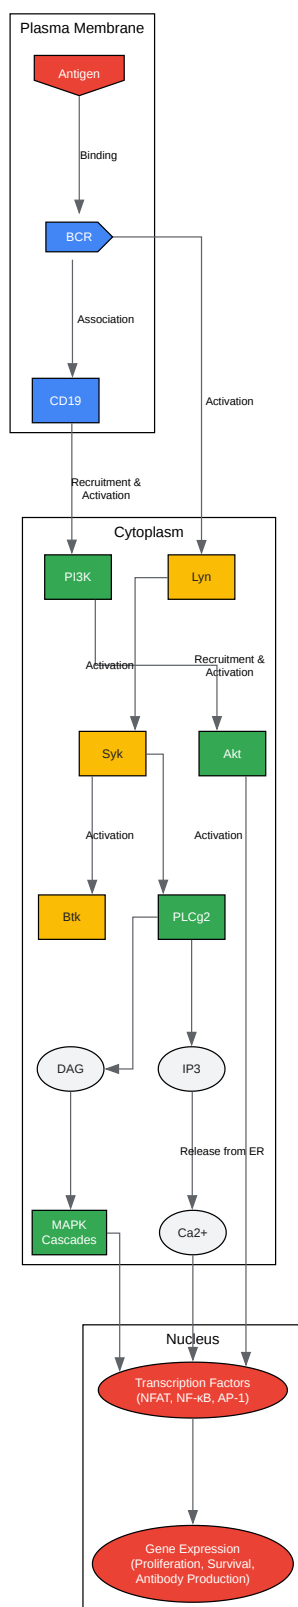 Plasma Membrane
Antigen
Binding
BCR
Association
CD19
Activation
Recruitment &
Activation
Cytoplasm
PI3K
Lyn
Activation
Recruitment &
Activation
Syk
Akt
Activation
Activation
Btk
PLCg2
DAG
IP3
Release from ER
MAPK
Cascades
Ca2+
Nucleus
Transcription Factors
(NFAT, NF-κB, AP-1)
Gene Expression
(Proliferation, Survival,
Antibody Production)